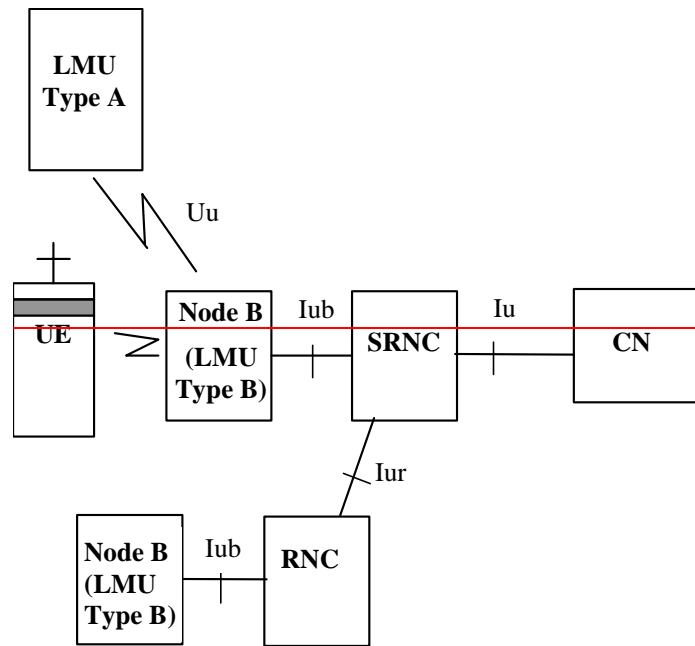 LMU
Type A
Uu
UE
Node B
(LMU
Type B)
Iub
SRNC
Iu
CN
Iur
Node B
(LMU
Type B)
Iub
RNC